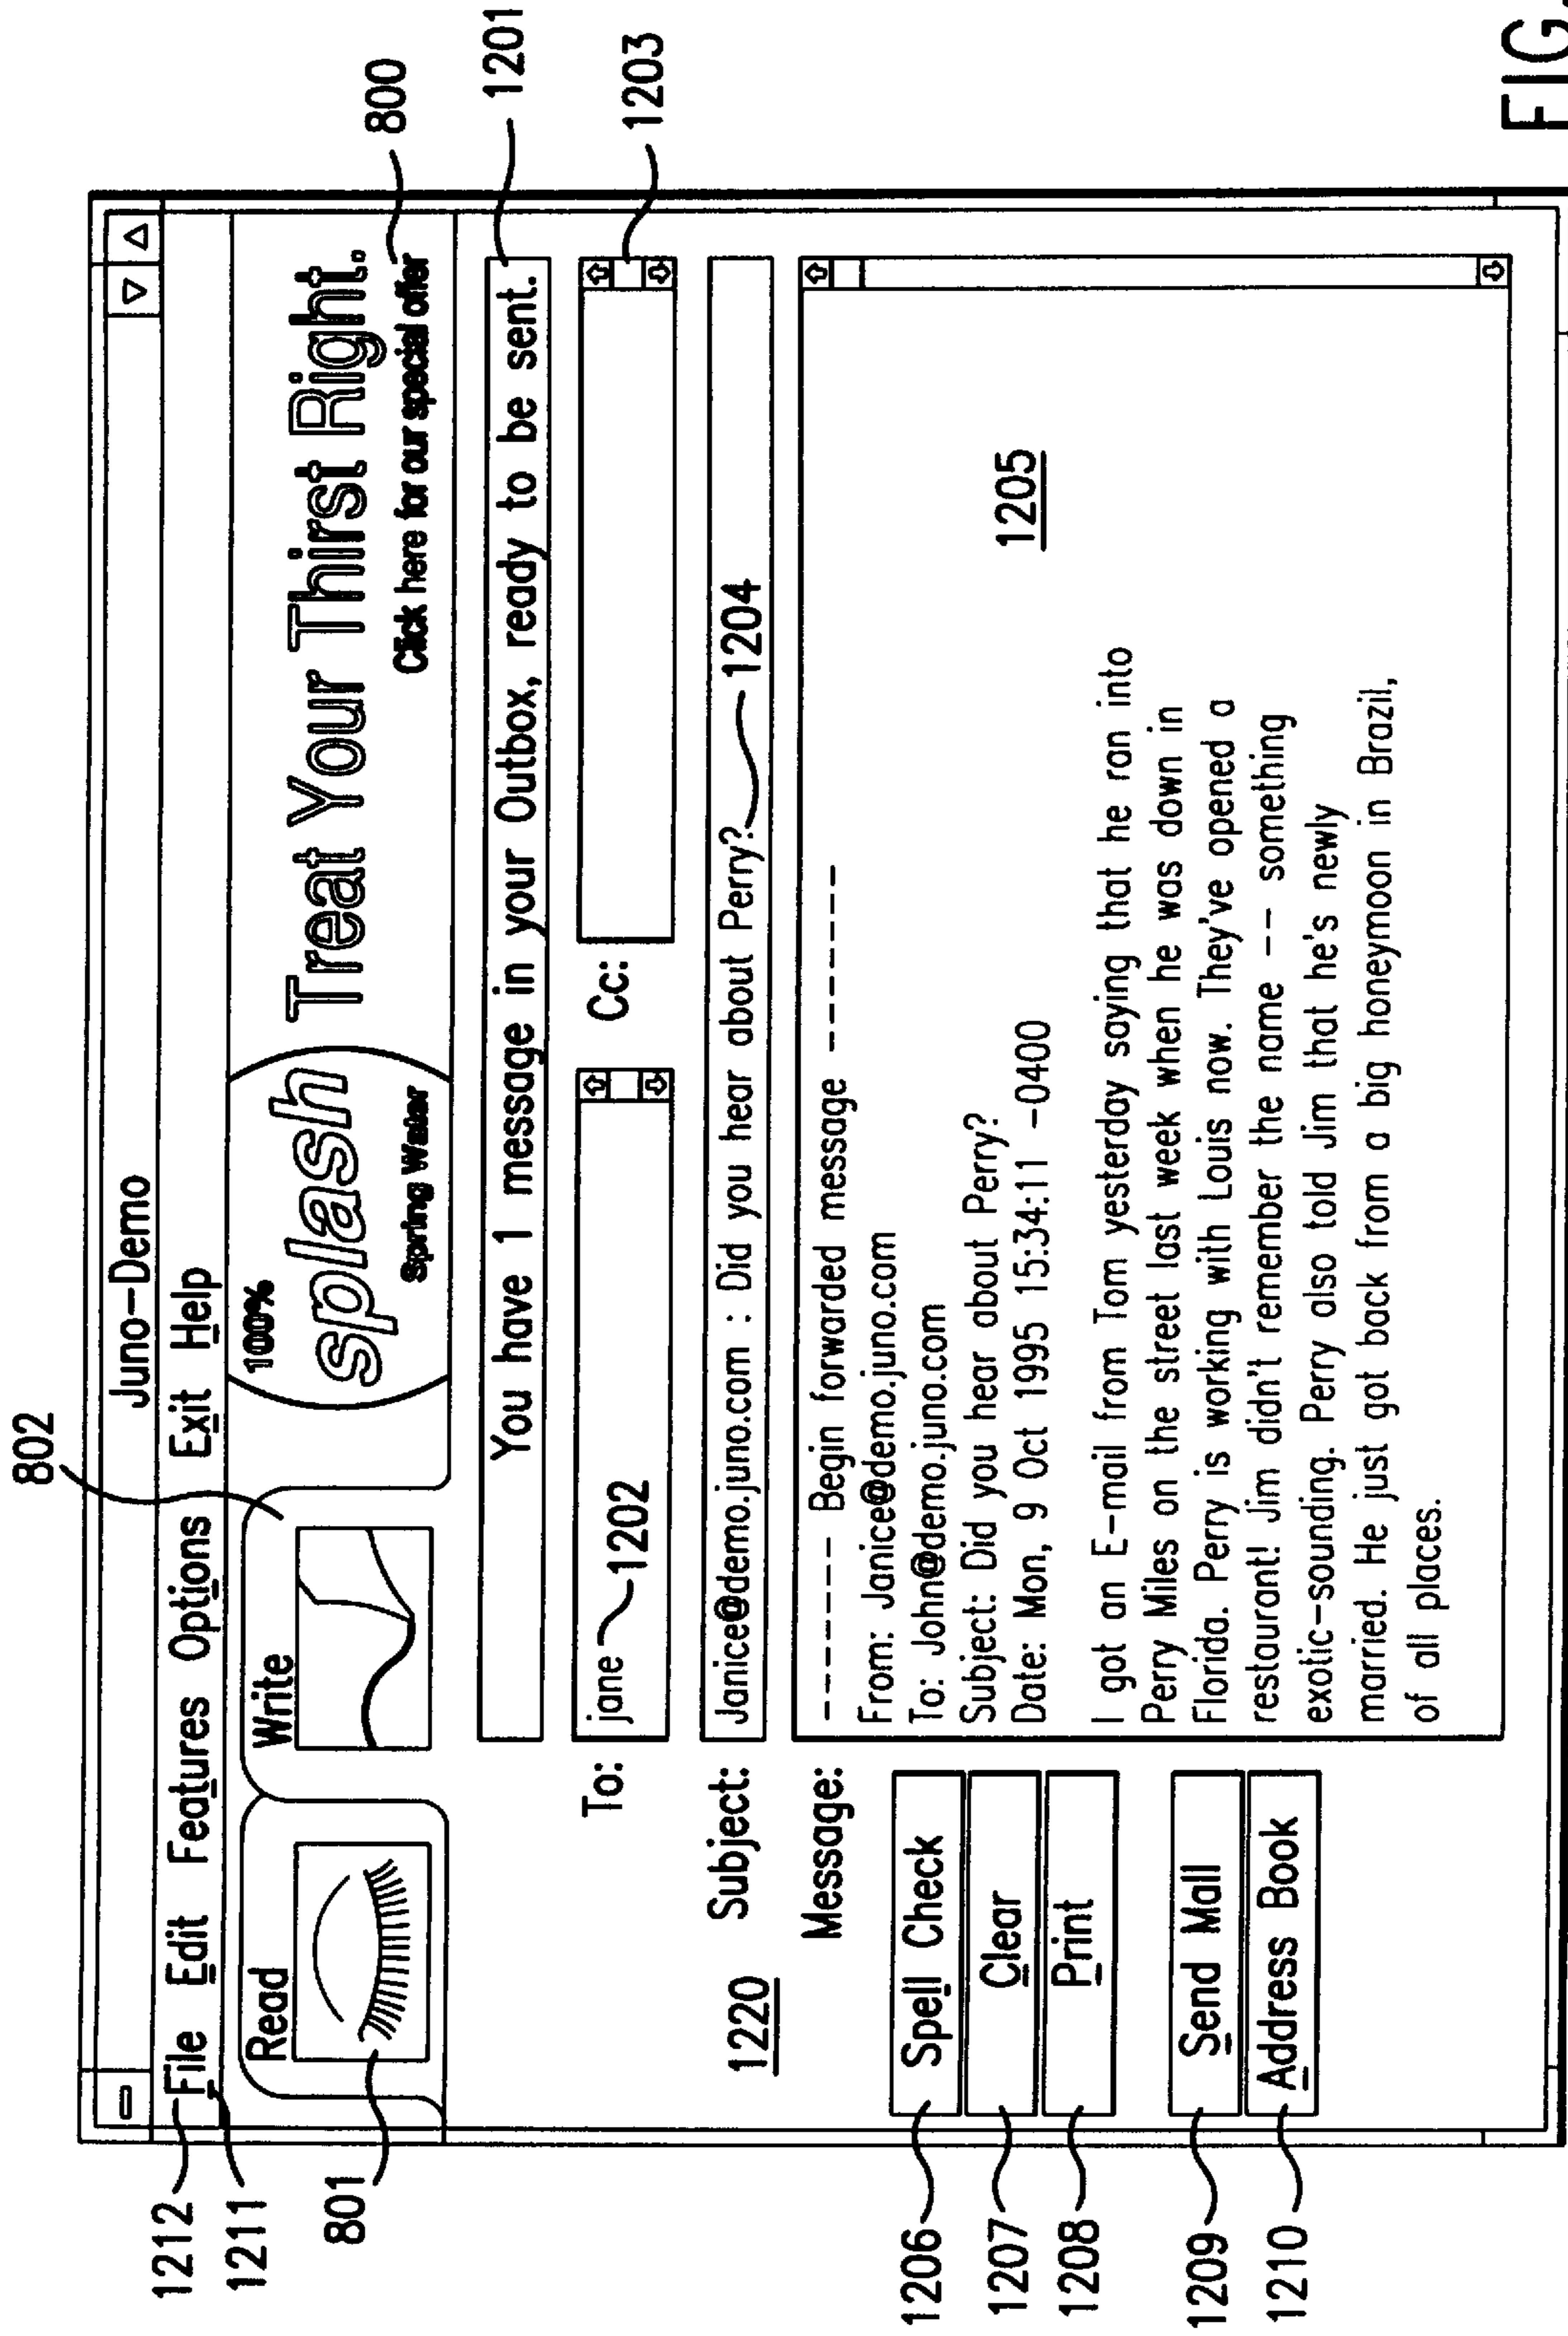 802
Juno-Demo
1212
File Edit Features Options Exit Help
1211
Read
Write
801
100%
splash
Spring Water
Treat Your Thirst Right.
Click here for our special offer
800
You have 1 message in your Outbox, ready to be sent.
1201
To:
jane
1202
Cc:
1203
1220
Subject:
Janice@demo.juno.com : Did you hear about Perry?
1204
Message:
------ Begin forwarded message --------
From: Janice@demo.juno.com
To: John@demo.juno.com
Subject: Did you hear about Perry?
Date: Mon, 9 Oct 1995 15:34:11 -0400
I got an E-mail from Tom yesterday saying that he ran into
Perry Miles on the street last week when he was down in
Florida. Perry is working with Louis now. They've opened a
restaurant! Jim didn't remember the name -- something
exotic-sounding. Perry also told Jim that he's newly
married. He just got back from a big honeymoon in Brazil,
of all places.
1205
1206
Spell Check
1207
Clear
1208
Print
1209
Send Mail
1210
Address Book
FIG.